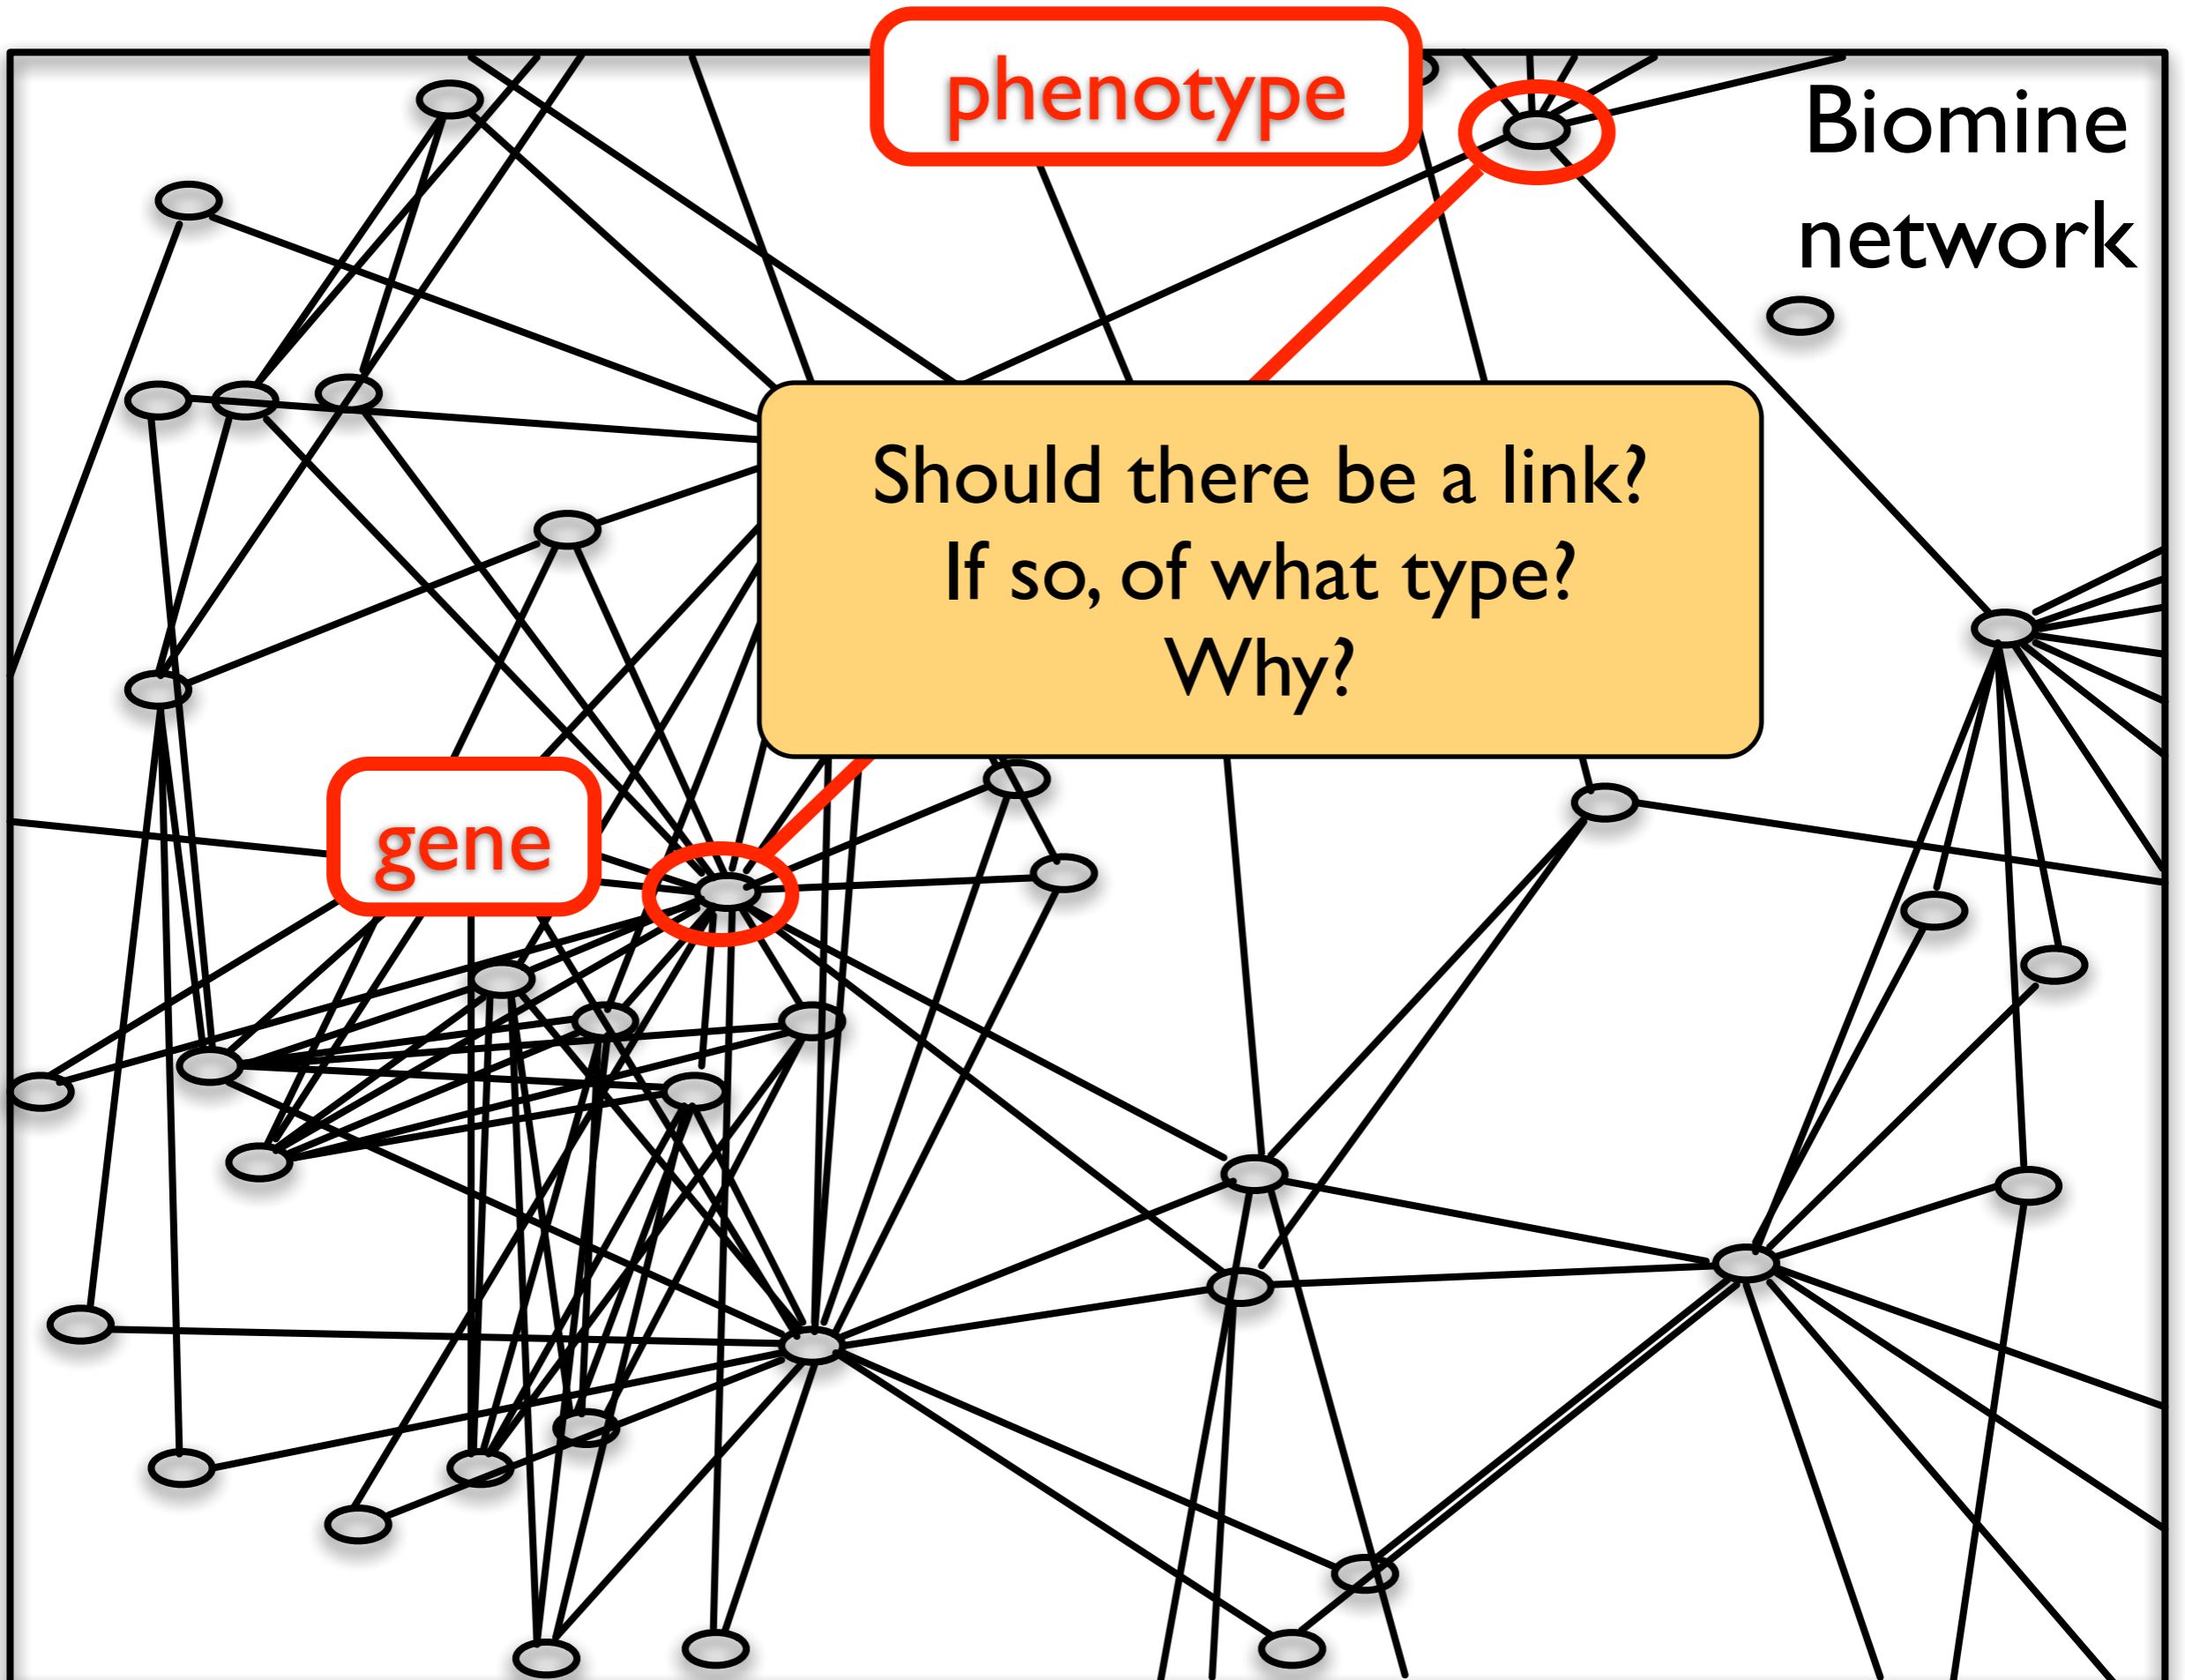 phenotype
Biomine
network
Should there be a link?
If so, of what type?
Why?
gene